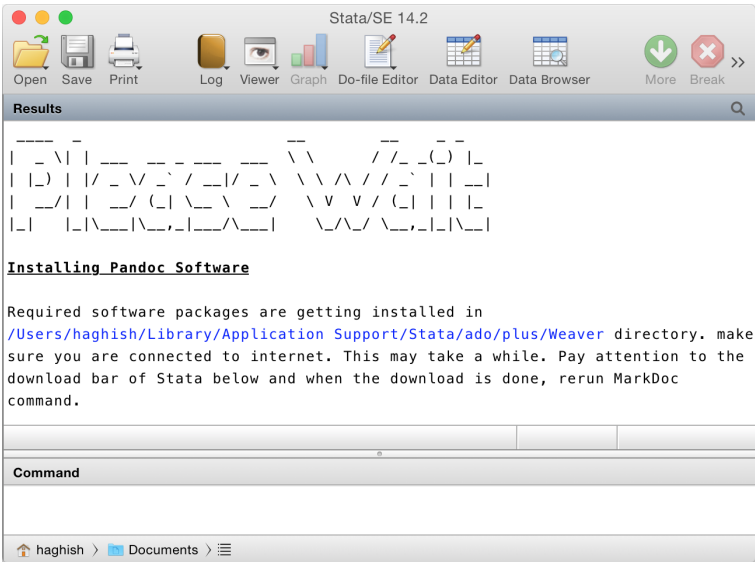 Stata/SE 14.2
Open Save Print Log Viewer Graph Do-file Editor Data Editor Data Browser More Break
Results
Please Wait
Installing Pandoc Software
Required software packages are getting installed in
/Users/haghish/Library/Application Support/Stata/ado/plus/Weaver directory. make
sure you are connected to internet. This may take a while. Pay attention to the
download bar of Stata below and when the download is done, rerun MarkDoc
command.
Command
haghish Documents